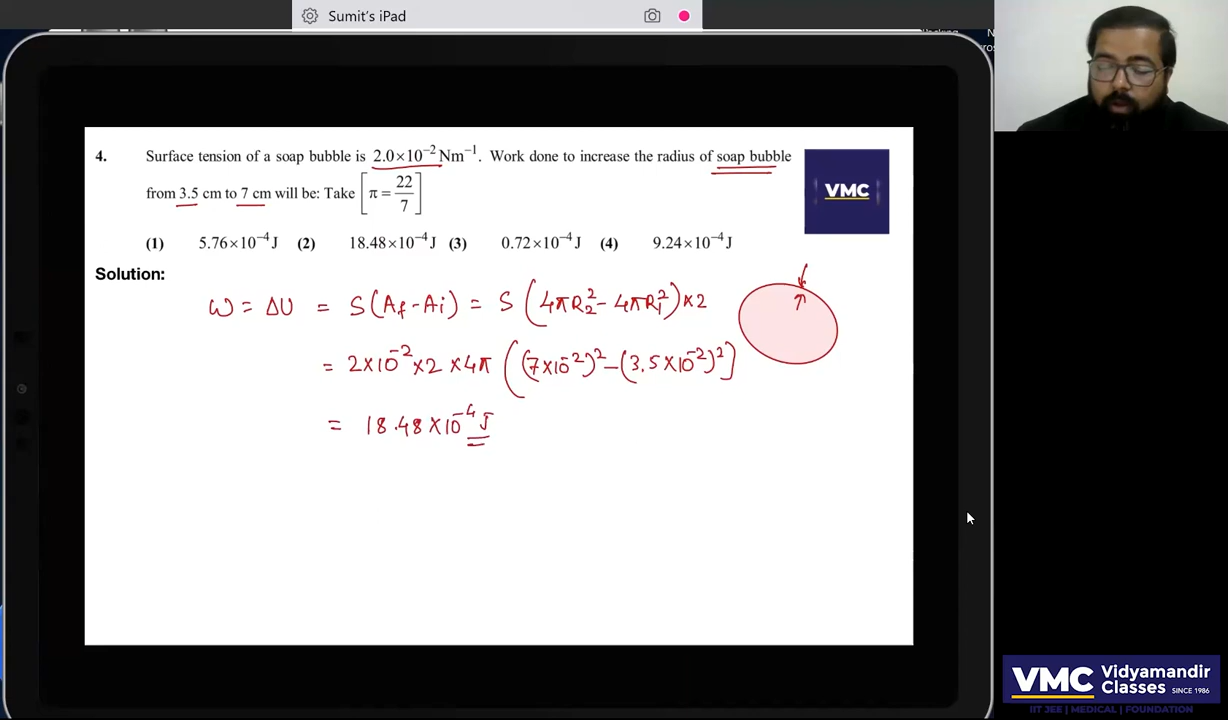 Sumit's iPad
4. Surface tension of a soap bubble is 2.0×10⁻² Nm⁻¹. Work done to increase the radius of soap bubble
from 3.5 cm to 7 cm will be: Take [π = 22/7]
VMC
(1) 5.76×10⁻⁴ J (2) 18.48×10⁻⁴ J (3) 0.72×10⁻⁴ J (4) 9.24×10⁻⁴ J
Solution:
W = ΔU = S(Af - Ai) = S(4πR₂² - 4πR₁²)×2
= 2×10⁻² ×2 ×4π ((7×10⁻²)² - (3.5×10⁻²)²)
= 18.48×10⁻⁴ J
VMC Vidyamandir
Classes SINCE 1986
IIT JEE | MEDICAL | FOUNDATION